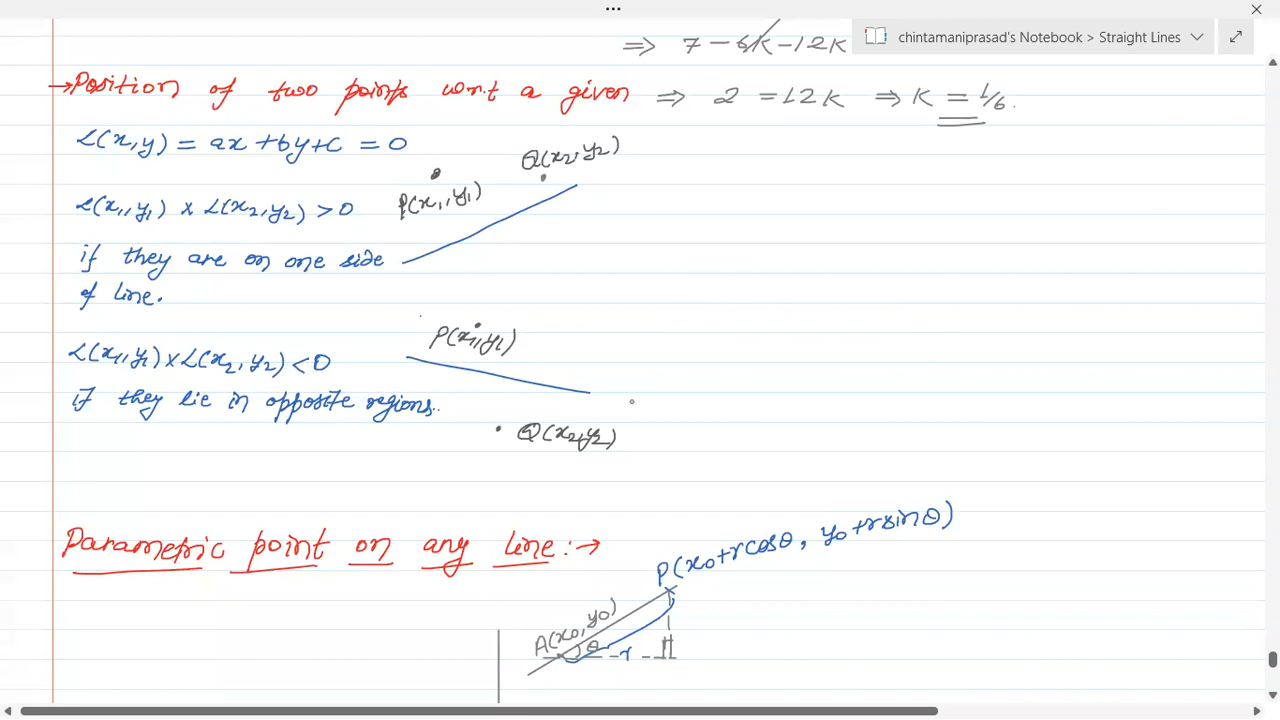 chintamaniprasad's Notebook > Straight Lines
⇒ 7 - 6K - 12K
→Position of two points w.r.t a given
⇒ 2 = 12K ⇒ K = 1/6.
L(x,y) = ax + by + c = 0
Q(x2, y2)
P(x1, y1)
L(x1, y1) x L(x2, y2) > 0
if they are on one side
of line.
P(x1, y1)
L(x1, y1) x L(x2, y2) < 0
if they lie in opposite regions.
Q(x2, y2)
Parametric point on any line:→
P(x0+rcosθ, y0+rsinθ)
A(x0, y0)
θ
r